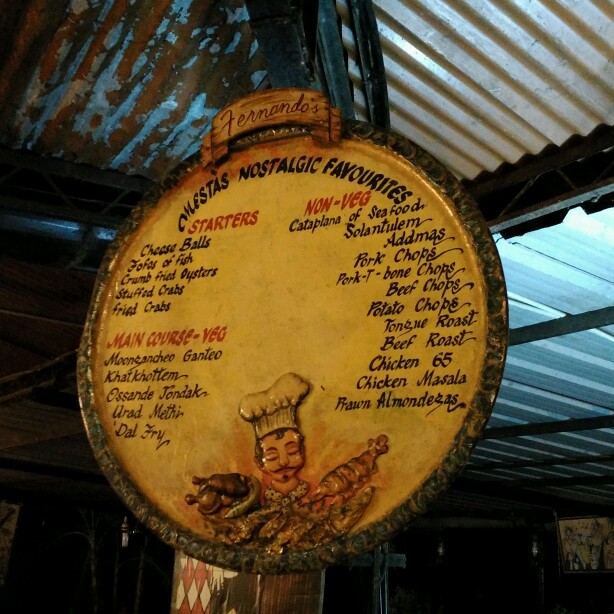 Fernando's
CHLESTÀS NOSTALGIC FAVOURITES
STARTERS
Cheese Balls
Fofos of fish
Crumb fried Oysters
Stuffed Crabs
fried Crabs
MAIN COURSE-VEG
Moongancheo Ganteo
Khatkhottem
Ossande Tondak
Urad Methi
Dal Fry
NON-VEG
Cataplana of Seafood
Solantulem
Addmas
Pork Chops
Pork-T-bone Chops
Beef Chops
Potato Chops
Tongue Roast
Beef Roast
Chicken 65
Chicken Masala
Prawn Almondegas